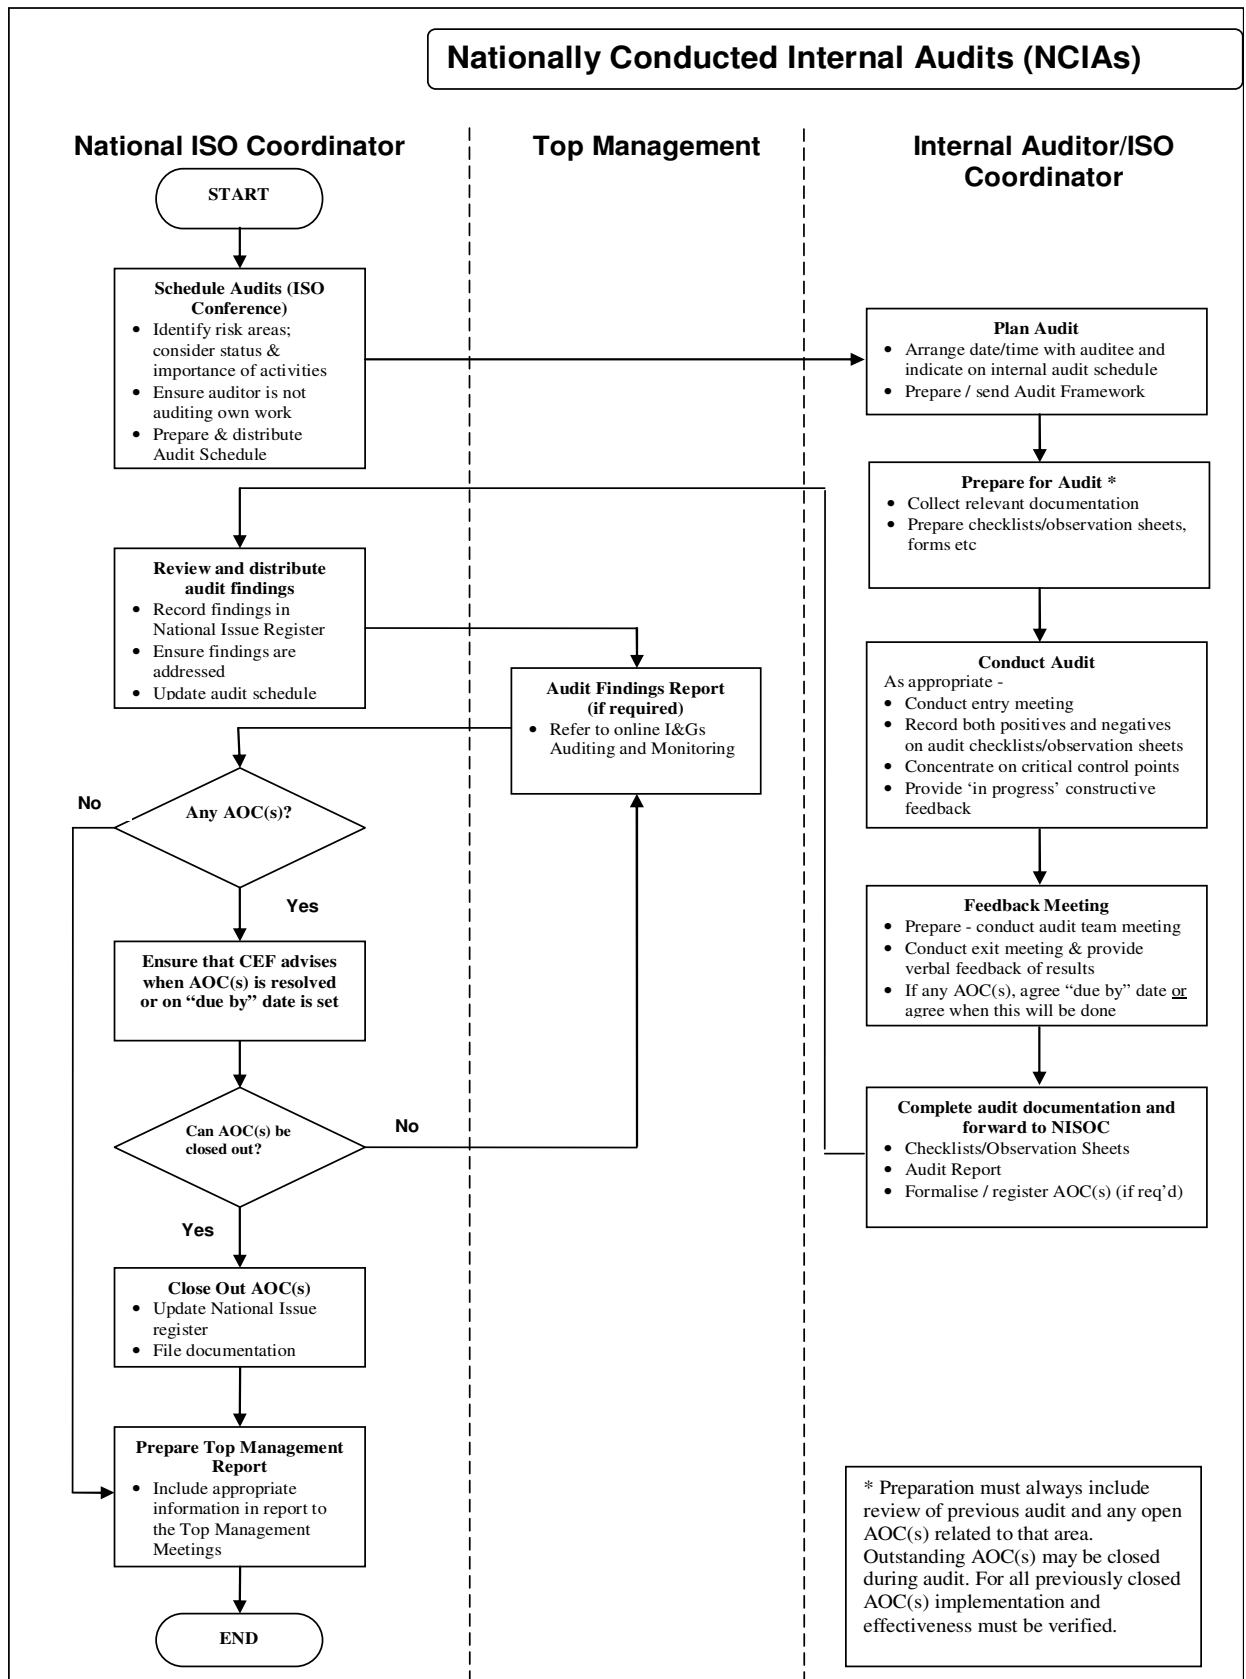 Nationally Conducted Internal Audits (NCIAs)
National ISO Coordinator
Top Management
Internal Auditor/ISO
Coordinator
START
Schedule Audits (ISO
Conference)
• Identify risk areas;
consider status &
importance of activities
• Ensure auditor is not
auditing own work
• Prepare & distribute
Audit Schedule
Plan Audit
• Arrange date/time with auditee and
indicate on internal audit schedule
• Prepare / send Audit Framework
Prepare for Audit *
• Collect relevant documentation
• Prepare checklists/observation sheets,
forms etc
Review and distribute
audit findings
• Record findings in
National Issue Register
• Ensure findings are
addressed
• Update audit schedule
Audit Findings Report
(if required)
• Refer to online I&Gs
Auditing and Monitoring
Conduct Audit
As appropriate -
• Conduct entry meeting
• Record both positives and negatives
on audit checklists/observation sheets
• Concentrate on critical control points
• Provide ‘in progress’ constructive
feedback
No
Any AOC(s)?
Yes
Feedback Meeting
• Prepare - conduct audit team meeting
• Conduct exit meeting & provide
verbal feedback of results
• If any AOC(s), agree “due by” date or
agree when this will be done
Ensure that CEF advises
when AOC(s) is resolved
or on “due by” date is set
Can AOC(s) be
closed out?
No
Yes
Complete audit documentation and
forward to NISOC
• Checklists/Observation Sheets
• Audit Report
• Formalise / register AOC(s) (if req’d)
Close Out AOC(s)
• Update National Issue
register
• File documentation
Prepare Top Management
Report
• Include appropriate
information in report to
the Top Management
Meetings
END
* Preparation must always include
review of previous audit and any open
AOC(s) related to that area.
Outstanding AOC(s) may be closed
during audit. For all previously closed
AOC(s) implementation and
effectiveness must be verified.